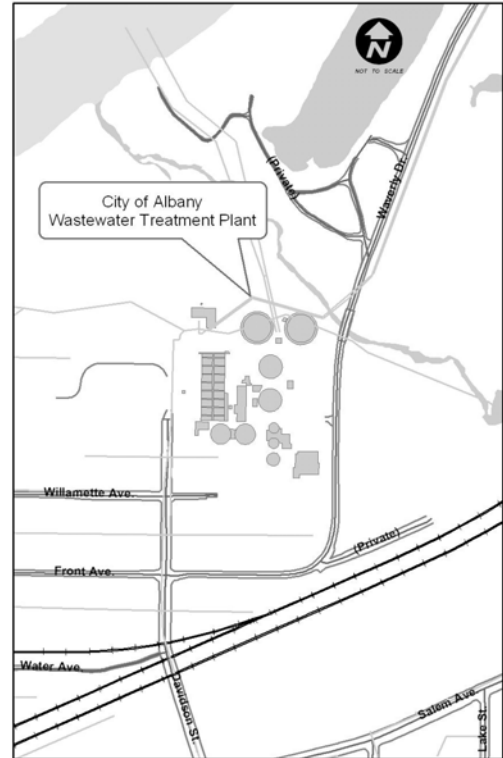 N
NOT TO SCALE
(Private)
Waverly Dr.
City of Albany
Wastewater Treatment Plant
Willamette Ave.
(Private)
Front Ave.
Water Ave.
Davidson St.
Salem Ave
Lake St.